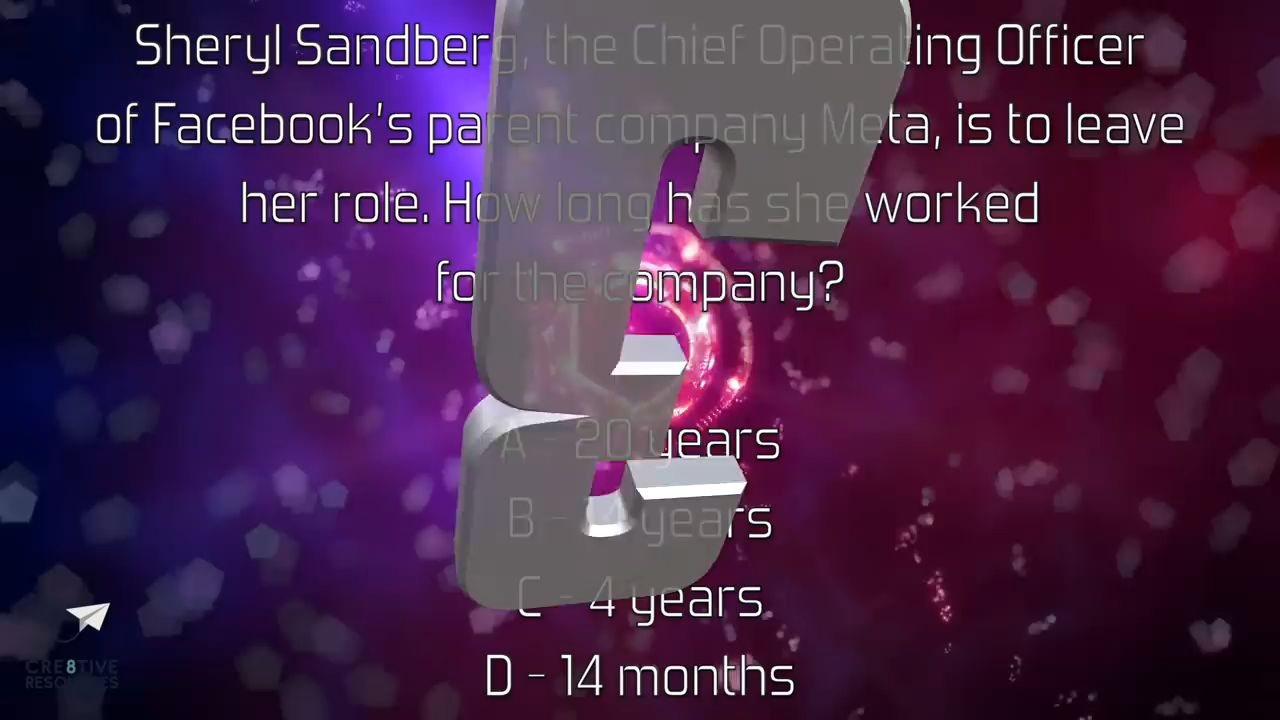 Sheryl Sandberg, the Chief Operating Officer
of Facebook's parent company Meta, is to leave
her role. How long has she worked
for the company?
A - 20 years
B - 14 years
C - 4 years
D - 14 months
CRE8TIVE
RESOURCES